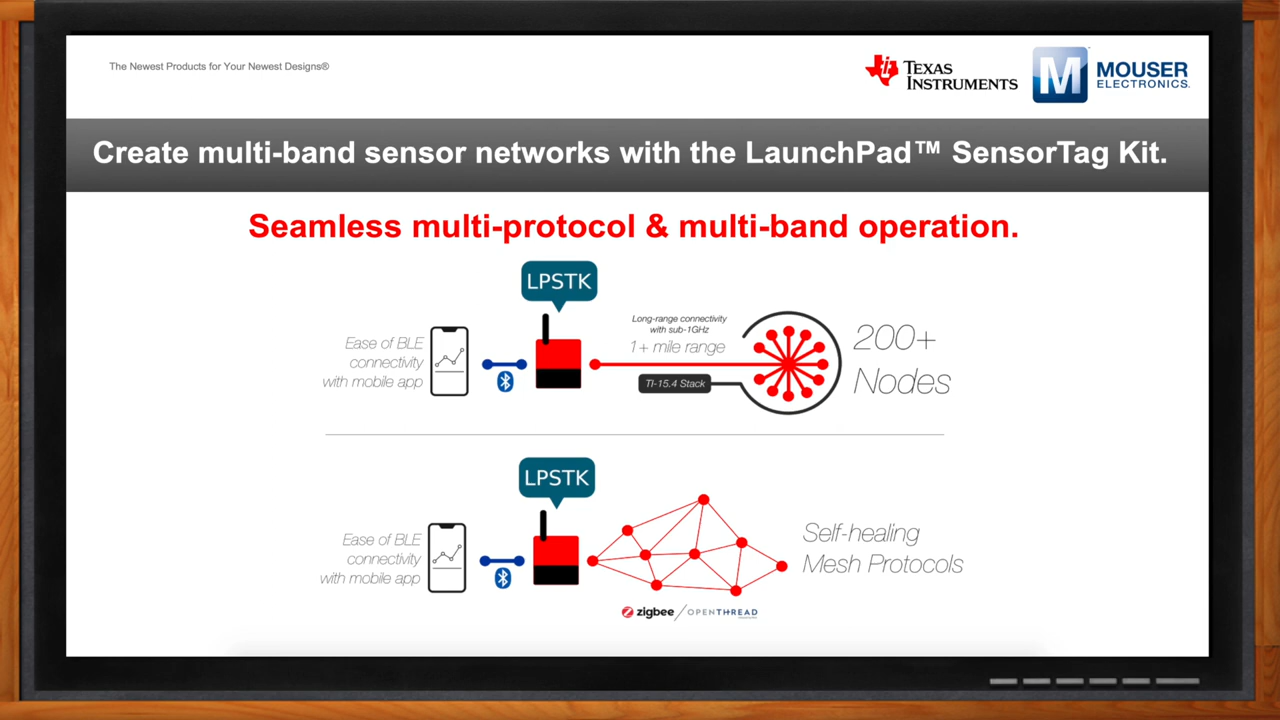 The Newest Products for Your Newest Designs®
TEXAS INSTRUMENTS
M MOUSER ELECTRONICS.
Create multi-band sensor networks with the LaunchPad™ SensorTag Kit.
Seamless multi-protocol & multi-band operation.
LPSTK
Ease of BLE
connectivity
with mobile app
Long-range connectivity
with sub-1GHz
1+ mile range
TI-15.4 Stack
200+
Nodes
LPSTK
Ease of BLE
connectivity
with mobile app
Self-healing
Mesh Protocols
zigbee / OPENTHREAD